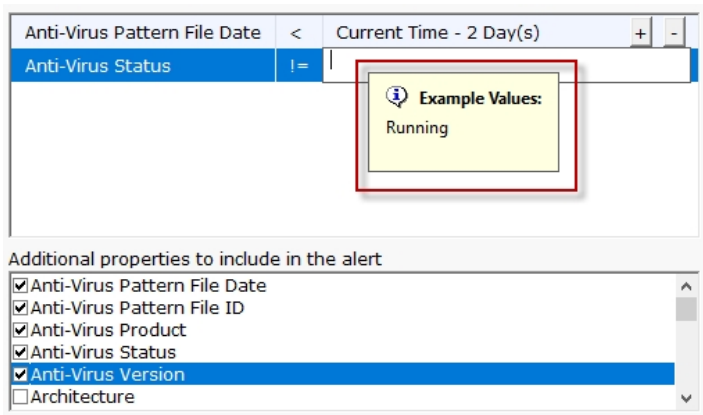 Anti-Virus Pattern File Date < Current Time - 2 Day(s) + -
Anti-Virus Status !=
Example Values:
Running
Additional properties to include in the alert
Anti-Virus Pattern File Date
Anti-Virus Pattern File ID
Anti-Virus Product
Anti-Virus Status
Anti-Virus Version
Architecture